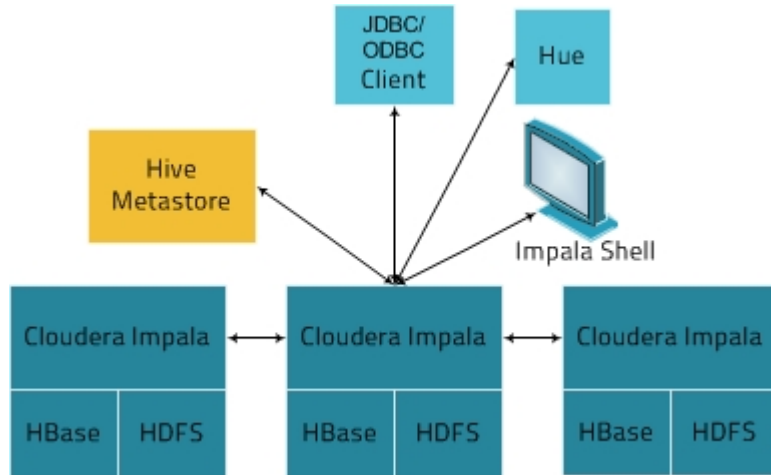 JDBC/
ODBC
Client
Hue
Hive
Metastore
Impala Shell
Cloudera Impala
Cloudera Impala
Cloudera Impala
HBase
HDFS
HBase
HDFS
HBase
HDFS